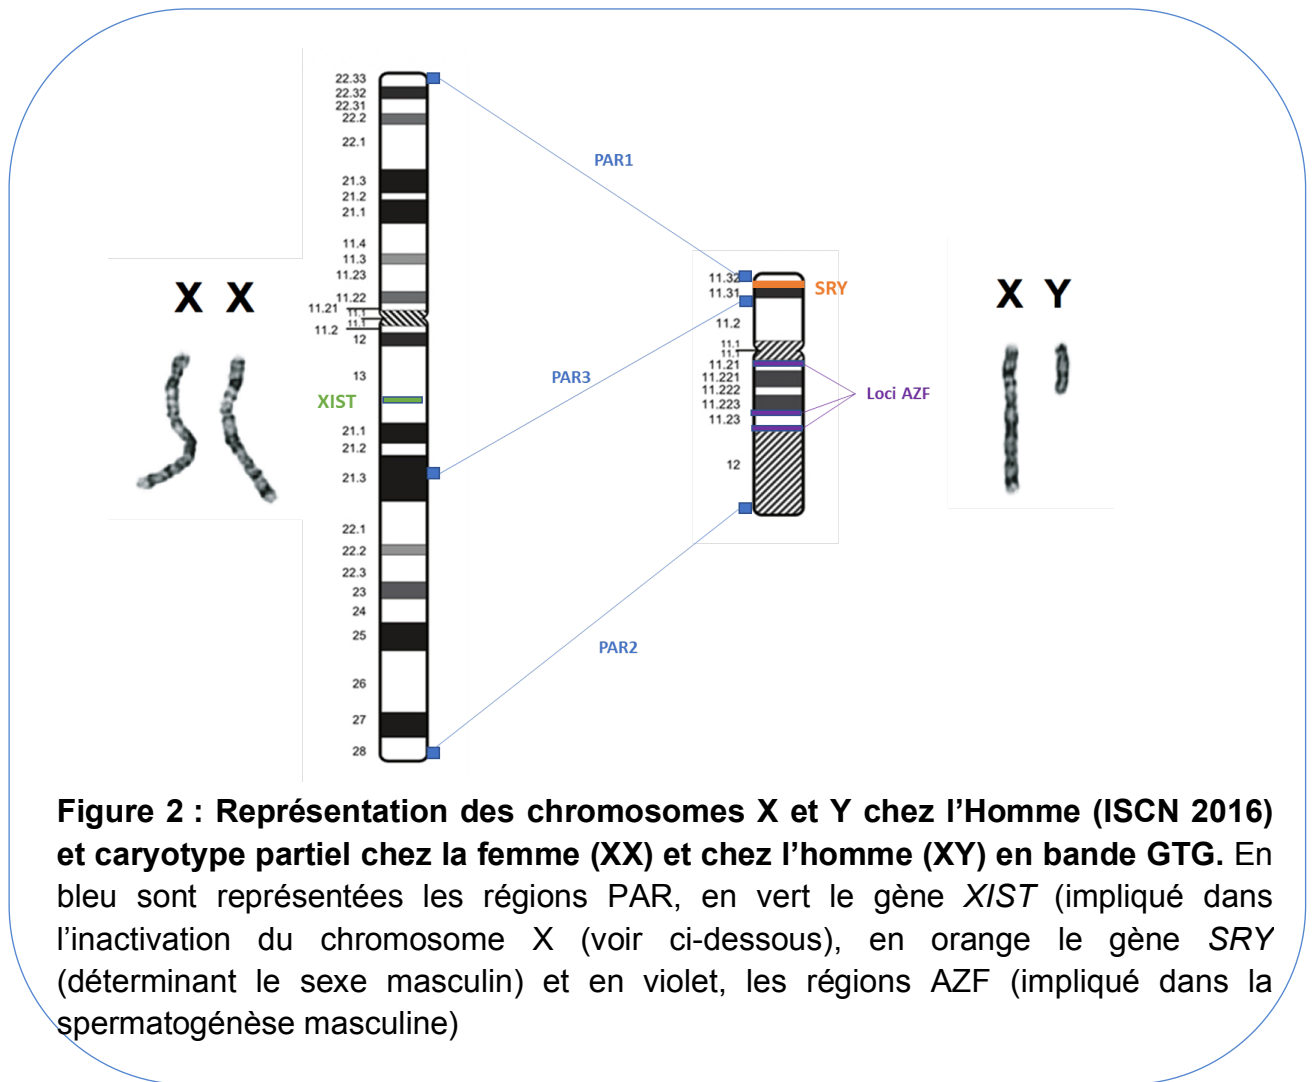 X X
22.33
22.32
22.31
22.2
22.1
21.3
21.2
21.1
11.4
11.3
11.23
11.22
11.21
11.1
11.1
11.2
12
13
XIST
21.1
21.2
21.3
22.1
22.2
22.3
23
24
25
26
27
28
PAR1
PAR3
PAR2
11.32
SRY
11.31
11.2
11.1
11.1
11.21
11.221
11.222
11.223
11.23
12
Loci AZF
X Y
Figure 2 : Représentation des chromosomes X et Y chez l’Homme (ISCN 2016)
et caryotype partiel chez la femme (XX) et chez l’homme (XY) en bande GTG. En
bleu sont représentées les régions PAR, en vert le gène XIST (impliqué dans
l’inactivation du chromosome X (voir ci-dessous), en orange le gène SRY
(déterminant le sexe masculin) et en violet, les régions AZF (impliqué dans la
spermatogénèse masculine)